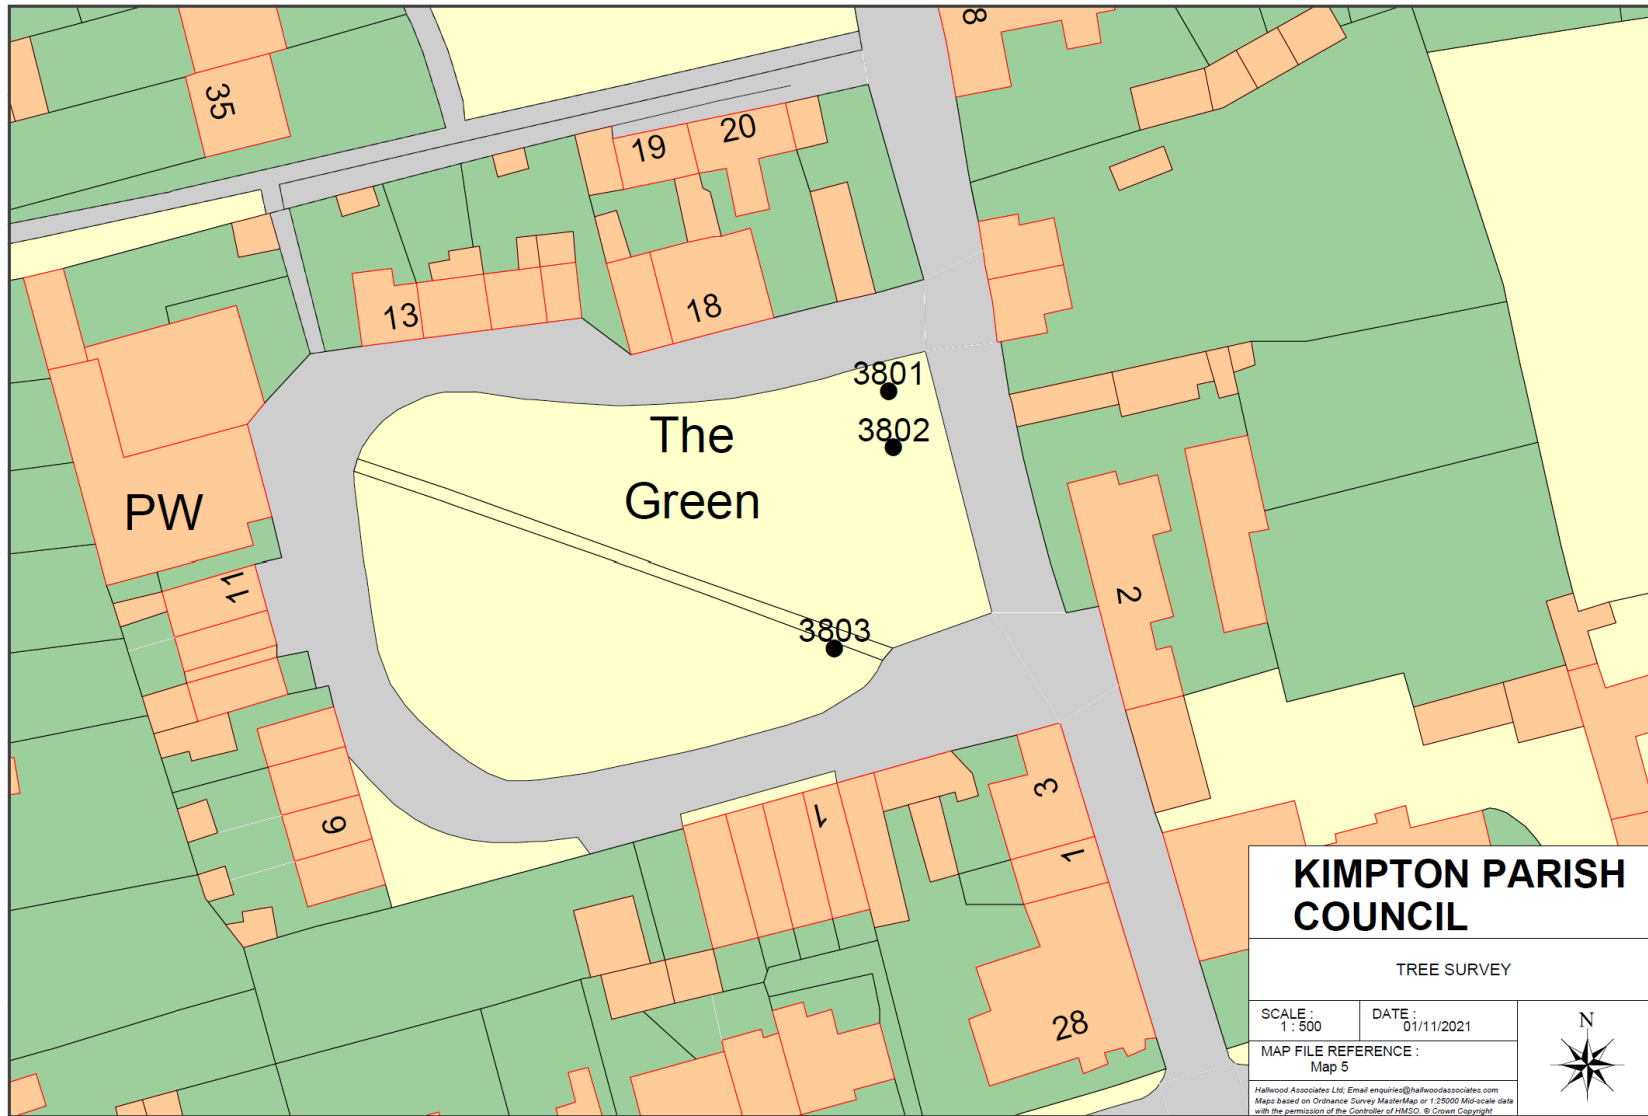 8
35
20
19
18
13
3801
3802
The
Green
PW
11
2
3803
3
1
9
1
28
KIMPTON PARISH
COUNCIL
TREE SURVEY
SCALE :
1 : 500
DATE :
01/11/2021
MAP FILE REFERENCE :
Map 5
N
Hallwood Associates Ltd; Email enquiries@hallwoodassociates.com
Maps based on Ordnance Survey MasterMap or 1:25000 Mid-scale data
with the permission of the Controller of HMSO. © Crown Copyright